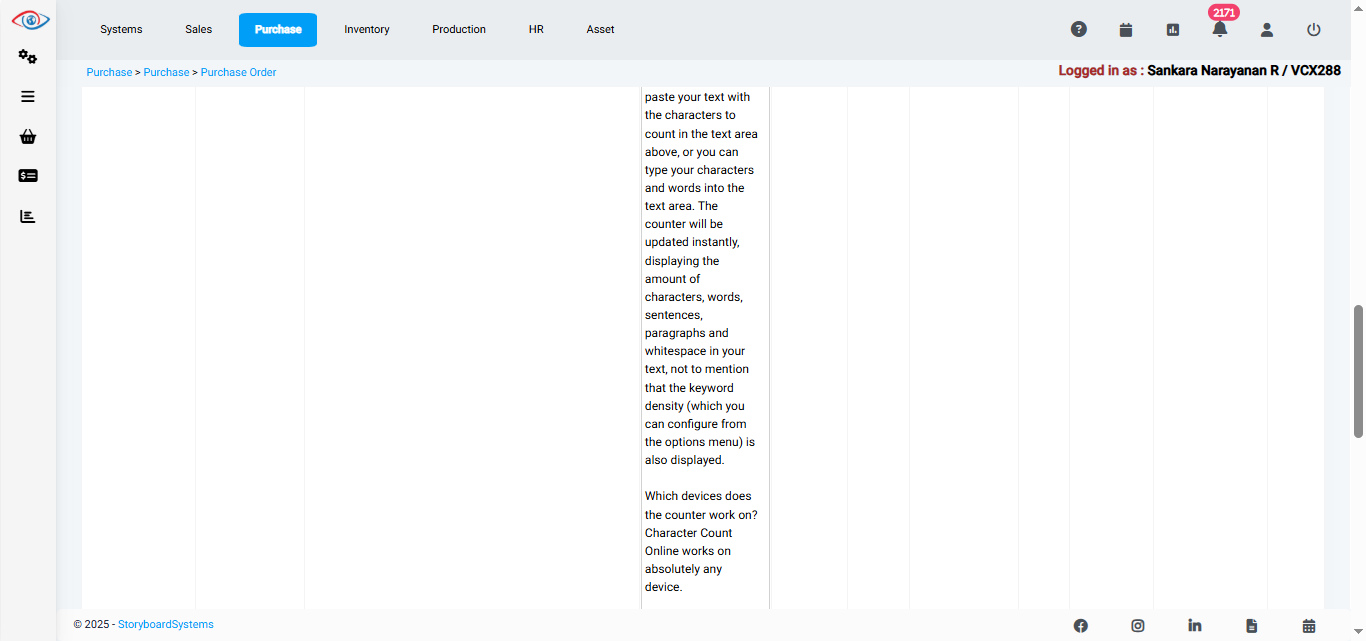 Systems Sales Purchase Inventory Production HR Asset 2171
Purchase > Purchase > Purchase Order
Logged in as : Sankara Narayanan R / VCX288
paste your text with
the characters to
count in the text area
above, or you can
type your characters
and words into the
text area. The
counter will be
updated instantly,
displaying the
amount of
characters, words,
sentences,
paragraphs and
whitespace in your
text, not to mention
that the keyword
density (which you
can configure from
the options menu) is
also displayed.
Which devices does
the counter work on?
Character Count
Online works on
absolutely any
device.
© 2025 - StoryboardSystems